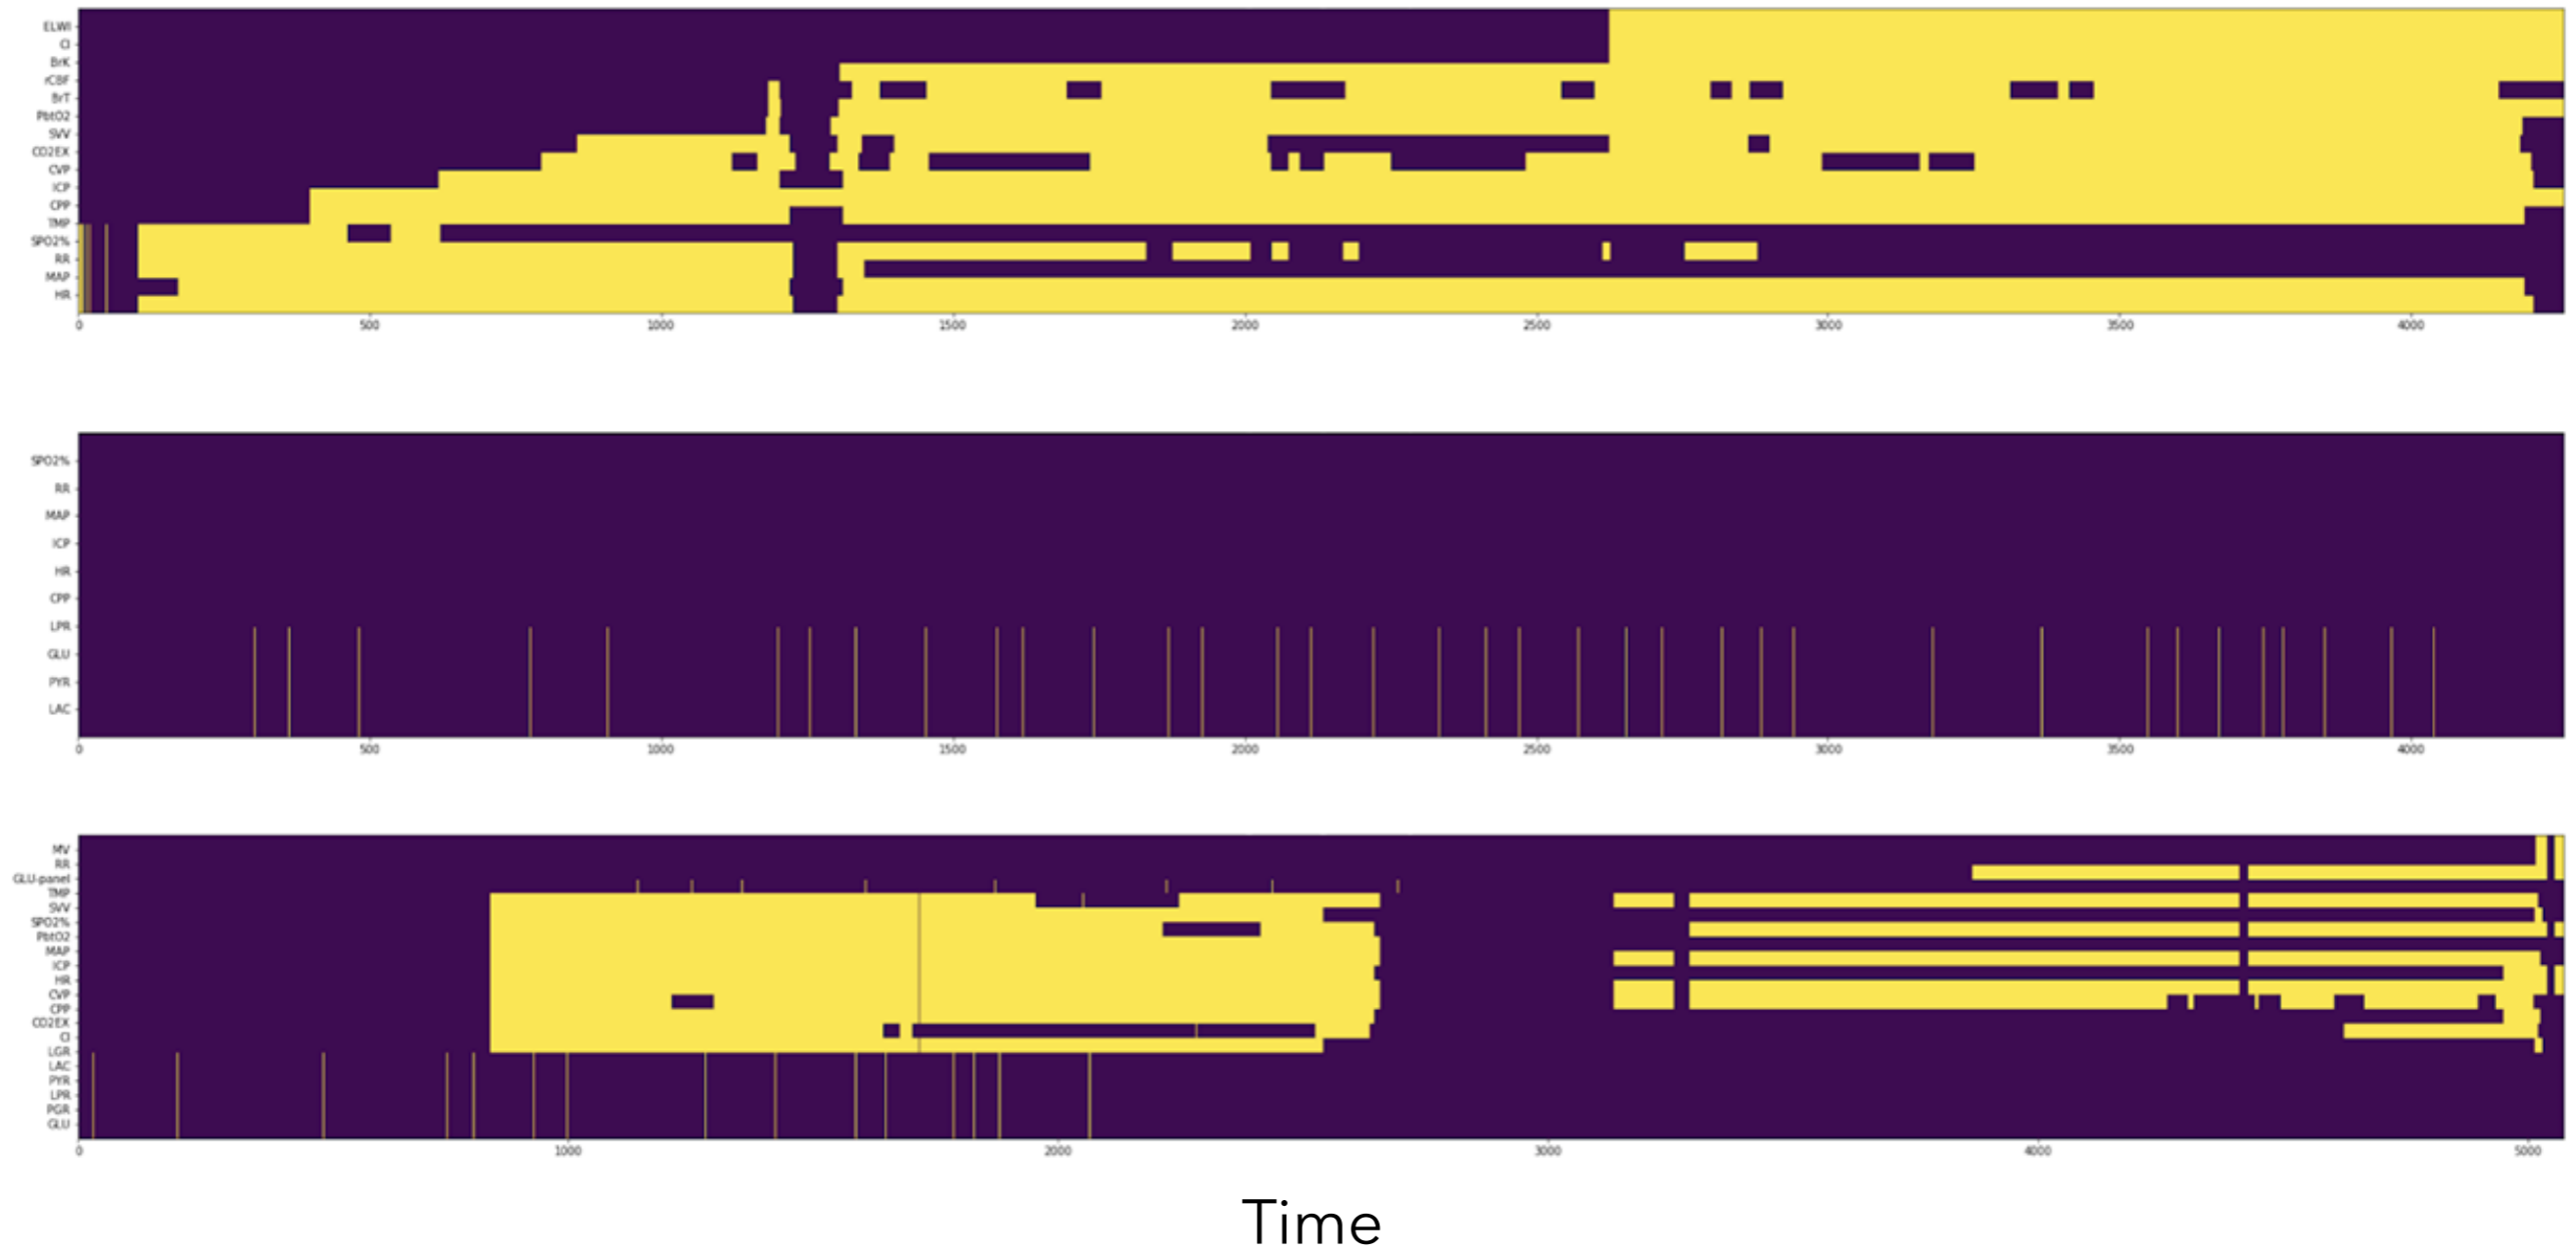 ELWI
CI
BrK
rCBF
BrT
PbtO2
SVV
CO2EX
CVP
ICP
CPP
TMP
SPO2%
RR
MAP
HR
0 500 1000 1500 2000 2500 3000 3500 4000
SPO2%
RR
MAP
ICP
HR
CPP
LPR
GLU
PYR
LAC
0 500 1000 1500 2000 2500 3000 3500 4000
MV
RR
GLU-panel
TMP
SVV
SPO2%
PbtO2
MAP
ICP
HR
CVP
CPP
CO2EX
CI
LGR
LAC
PYR
LPR
PGR
GLU
0 1000 2000 3000 4000 5000
Time